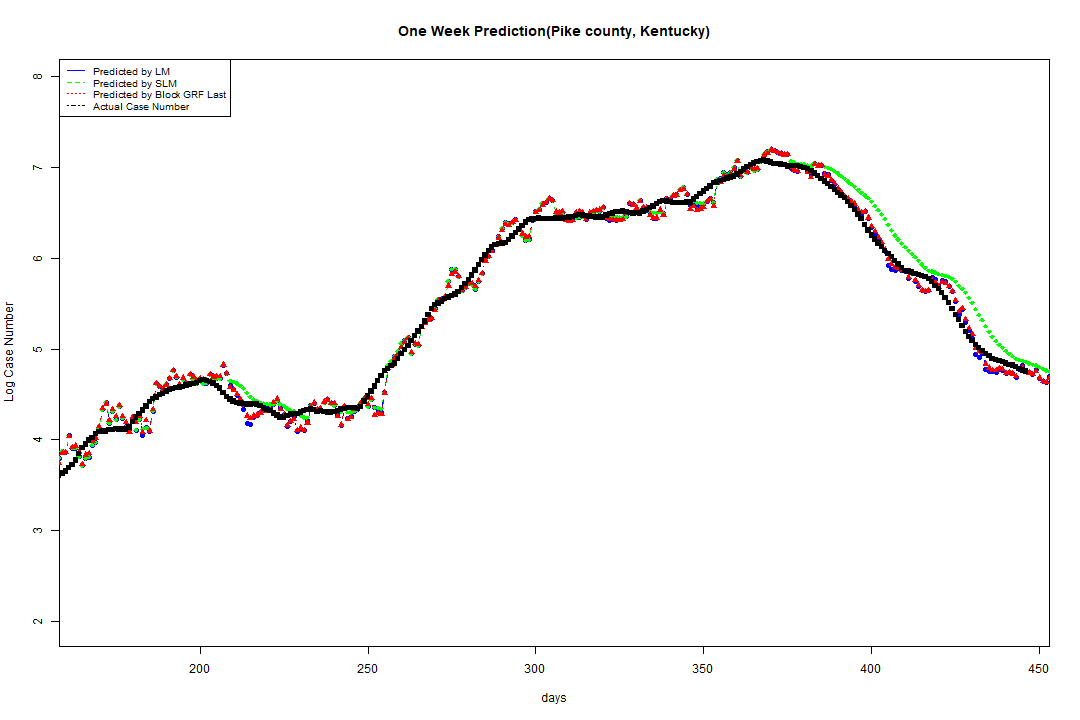 One Week Prediction(Pike county, Kentucky)
Predicted by LM
Predicted by SLM
Predicted by Block GRF Last
Actual Case Number
8
7
6
5
4
3
2
Log Case Number
200 250 300 350 400 450
days